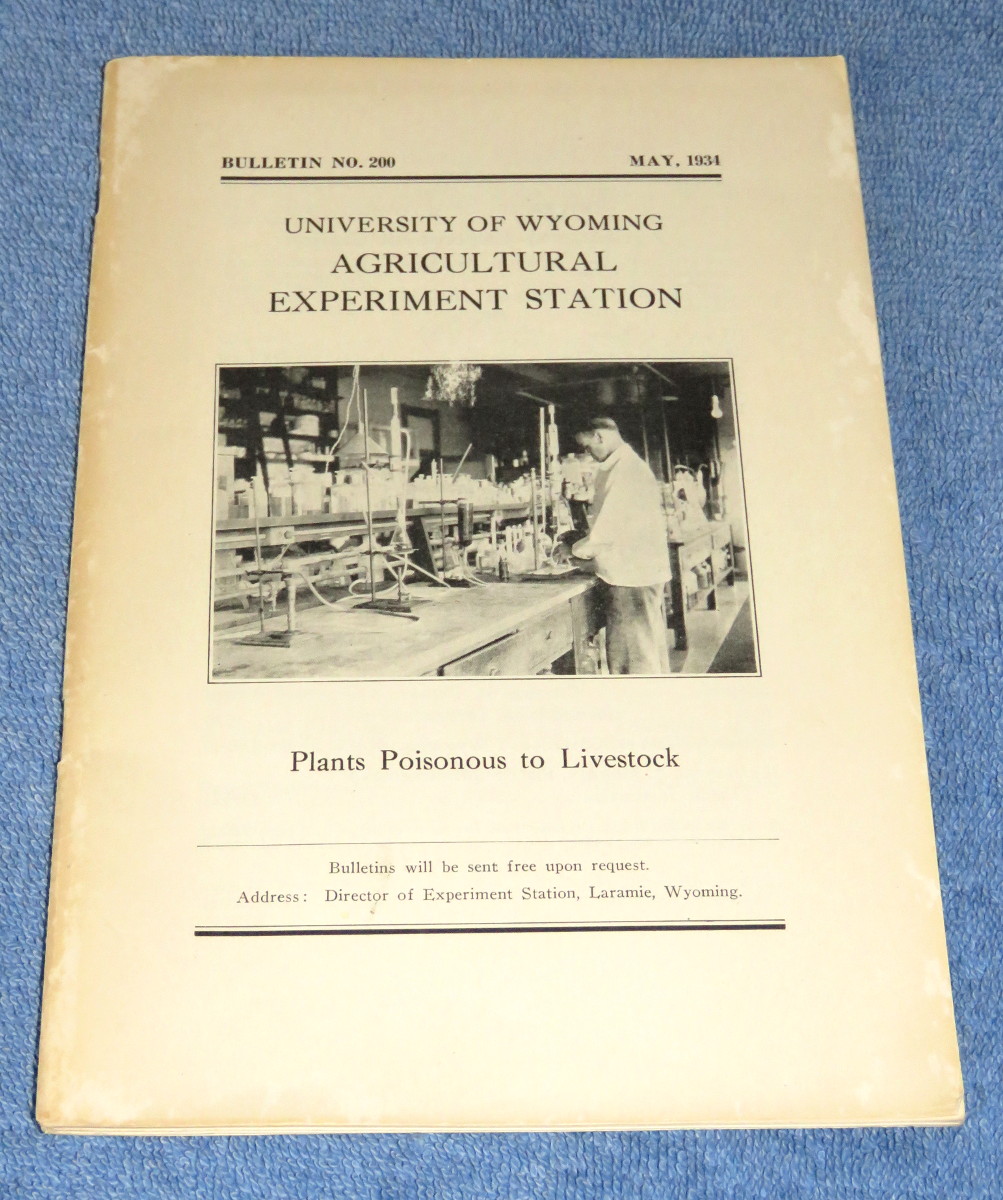 BULLETIN NO. 200 MAY, 1934
UNIVERSITY OF WYOMING
AGRICULTURAL
EXPERIMENT STATION
Plants Poisonous to Livestock
Bulletins will be sent free upon request.
Address: Director of Experiment Station, Laramie, Wyoming.